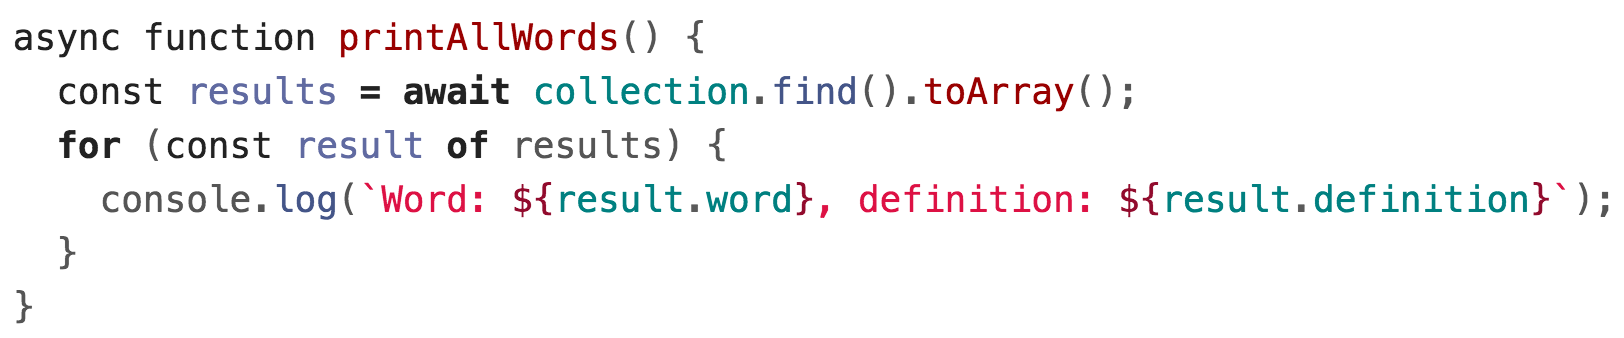 async function printAllWords() {
  const results = await collection.find().toArray();
  for (const result of results) {
    console.log(`Word: ${result.word}, definition: ${result.definition}`);
  }
}